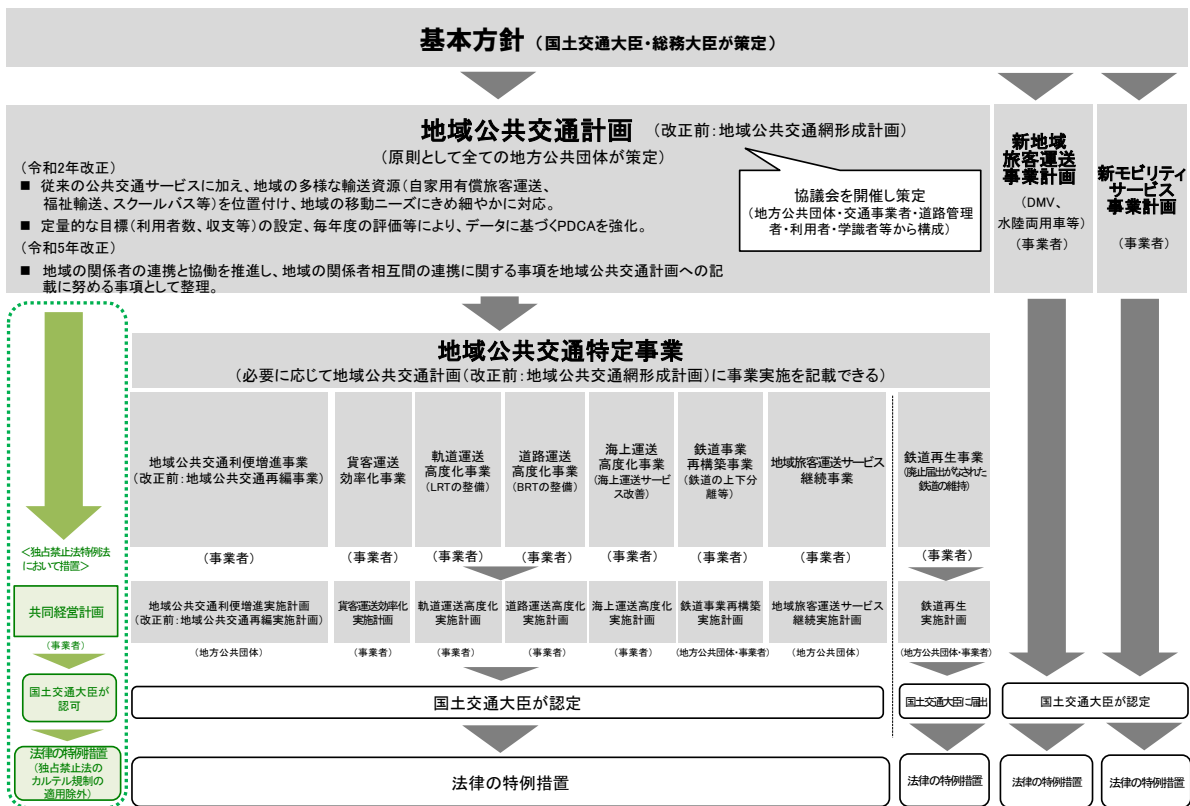 基本方針（国土交通大臣・総務大臣が策定）
地域公共交通計画 （改正前：地域公共交通網形成計画）
（原則として全ての地方公共団体が策定）
（令和2年改正）
■ 従来の公共交通サービスに加え、地域の多様な輸送資源（自家用有償旅客運送、
福祉輸送、スクールバス等）を位置付け、地域の移動ニーズにきめ細やかに対応。
■ 定量的な目標（利用者数、収支等）の設定、毎年度の評価等により、データに基づくPDCAを強化。
（令和5年改正）
■ 地域の関係者の連携と協働を推進し、地域の関係者相互間の連携に関する事項を地域公共交通計画への記
載に努める事項として整理。
協議会を開催し策定
（地方公共団体・交通事業者・道路管理
者・利用者・学識者等から構成）
新地域
旅客運送
事業計画
（DMV、
水陸両用車等）
（事業者）
新モビリティ
サービス
事業計画
（事業者）
地域公共交通特定事業
（必要に応じて地域公共交通計画（改正前：地域公共交通網形成計画）に事業実施を記載できる）
地域公共交通利便増進事業
（改正前：地域公共交通再編事業）
（事業者）
貨客運送
効率化事業
（事業者）
軌道運送
高度化事業
（LRTの整備）
（事業者）
道路運送
高度化事業
（BRTの整備）
（事業者）
海上運送
高度化事業
（海上運送サービ
ス改善）
（事業者）
鉄道事業
再構築事業
（鉄道の上下分
離等）
（事業者）
地域旅客運送サービス
継続事業
（事業者）
鉄道再生事業
（廃止届出がなされた
鉄道の維持）
（事業者）
＜独占禁止法特例法
において措置＞
共同経営計画
（事業者）
国土交通大臣が
認可
法律の特例措置
（独占禁止法の
カルテル規制の
適用除外）
地域公共交通利便増進実施計画
（改正前：地域公共交通再編実施計画）
（地方公共団体）
貨客運送効率化
実施計画
（事業者）
軌道運送高度化
実施計画
（事業者）
道路運送高度化
実施計画
（事業者）
海上運送高度化
実施計画
（事業者）
鉄道事業再構築
実施計画
（地方公共団体・事業者）
地域旅客運送サービス
継続実施計画
（地方公共団体）
鉄道再生
実施計画
（地方公共団体・事業者）
国土交通大臣が認定
国土交通大臣に届出
国土交通大臣が認定
法律の特例措置
法律の特例措置
法律の特例措置
法律の特例措置